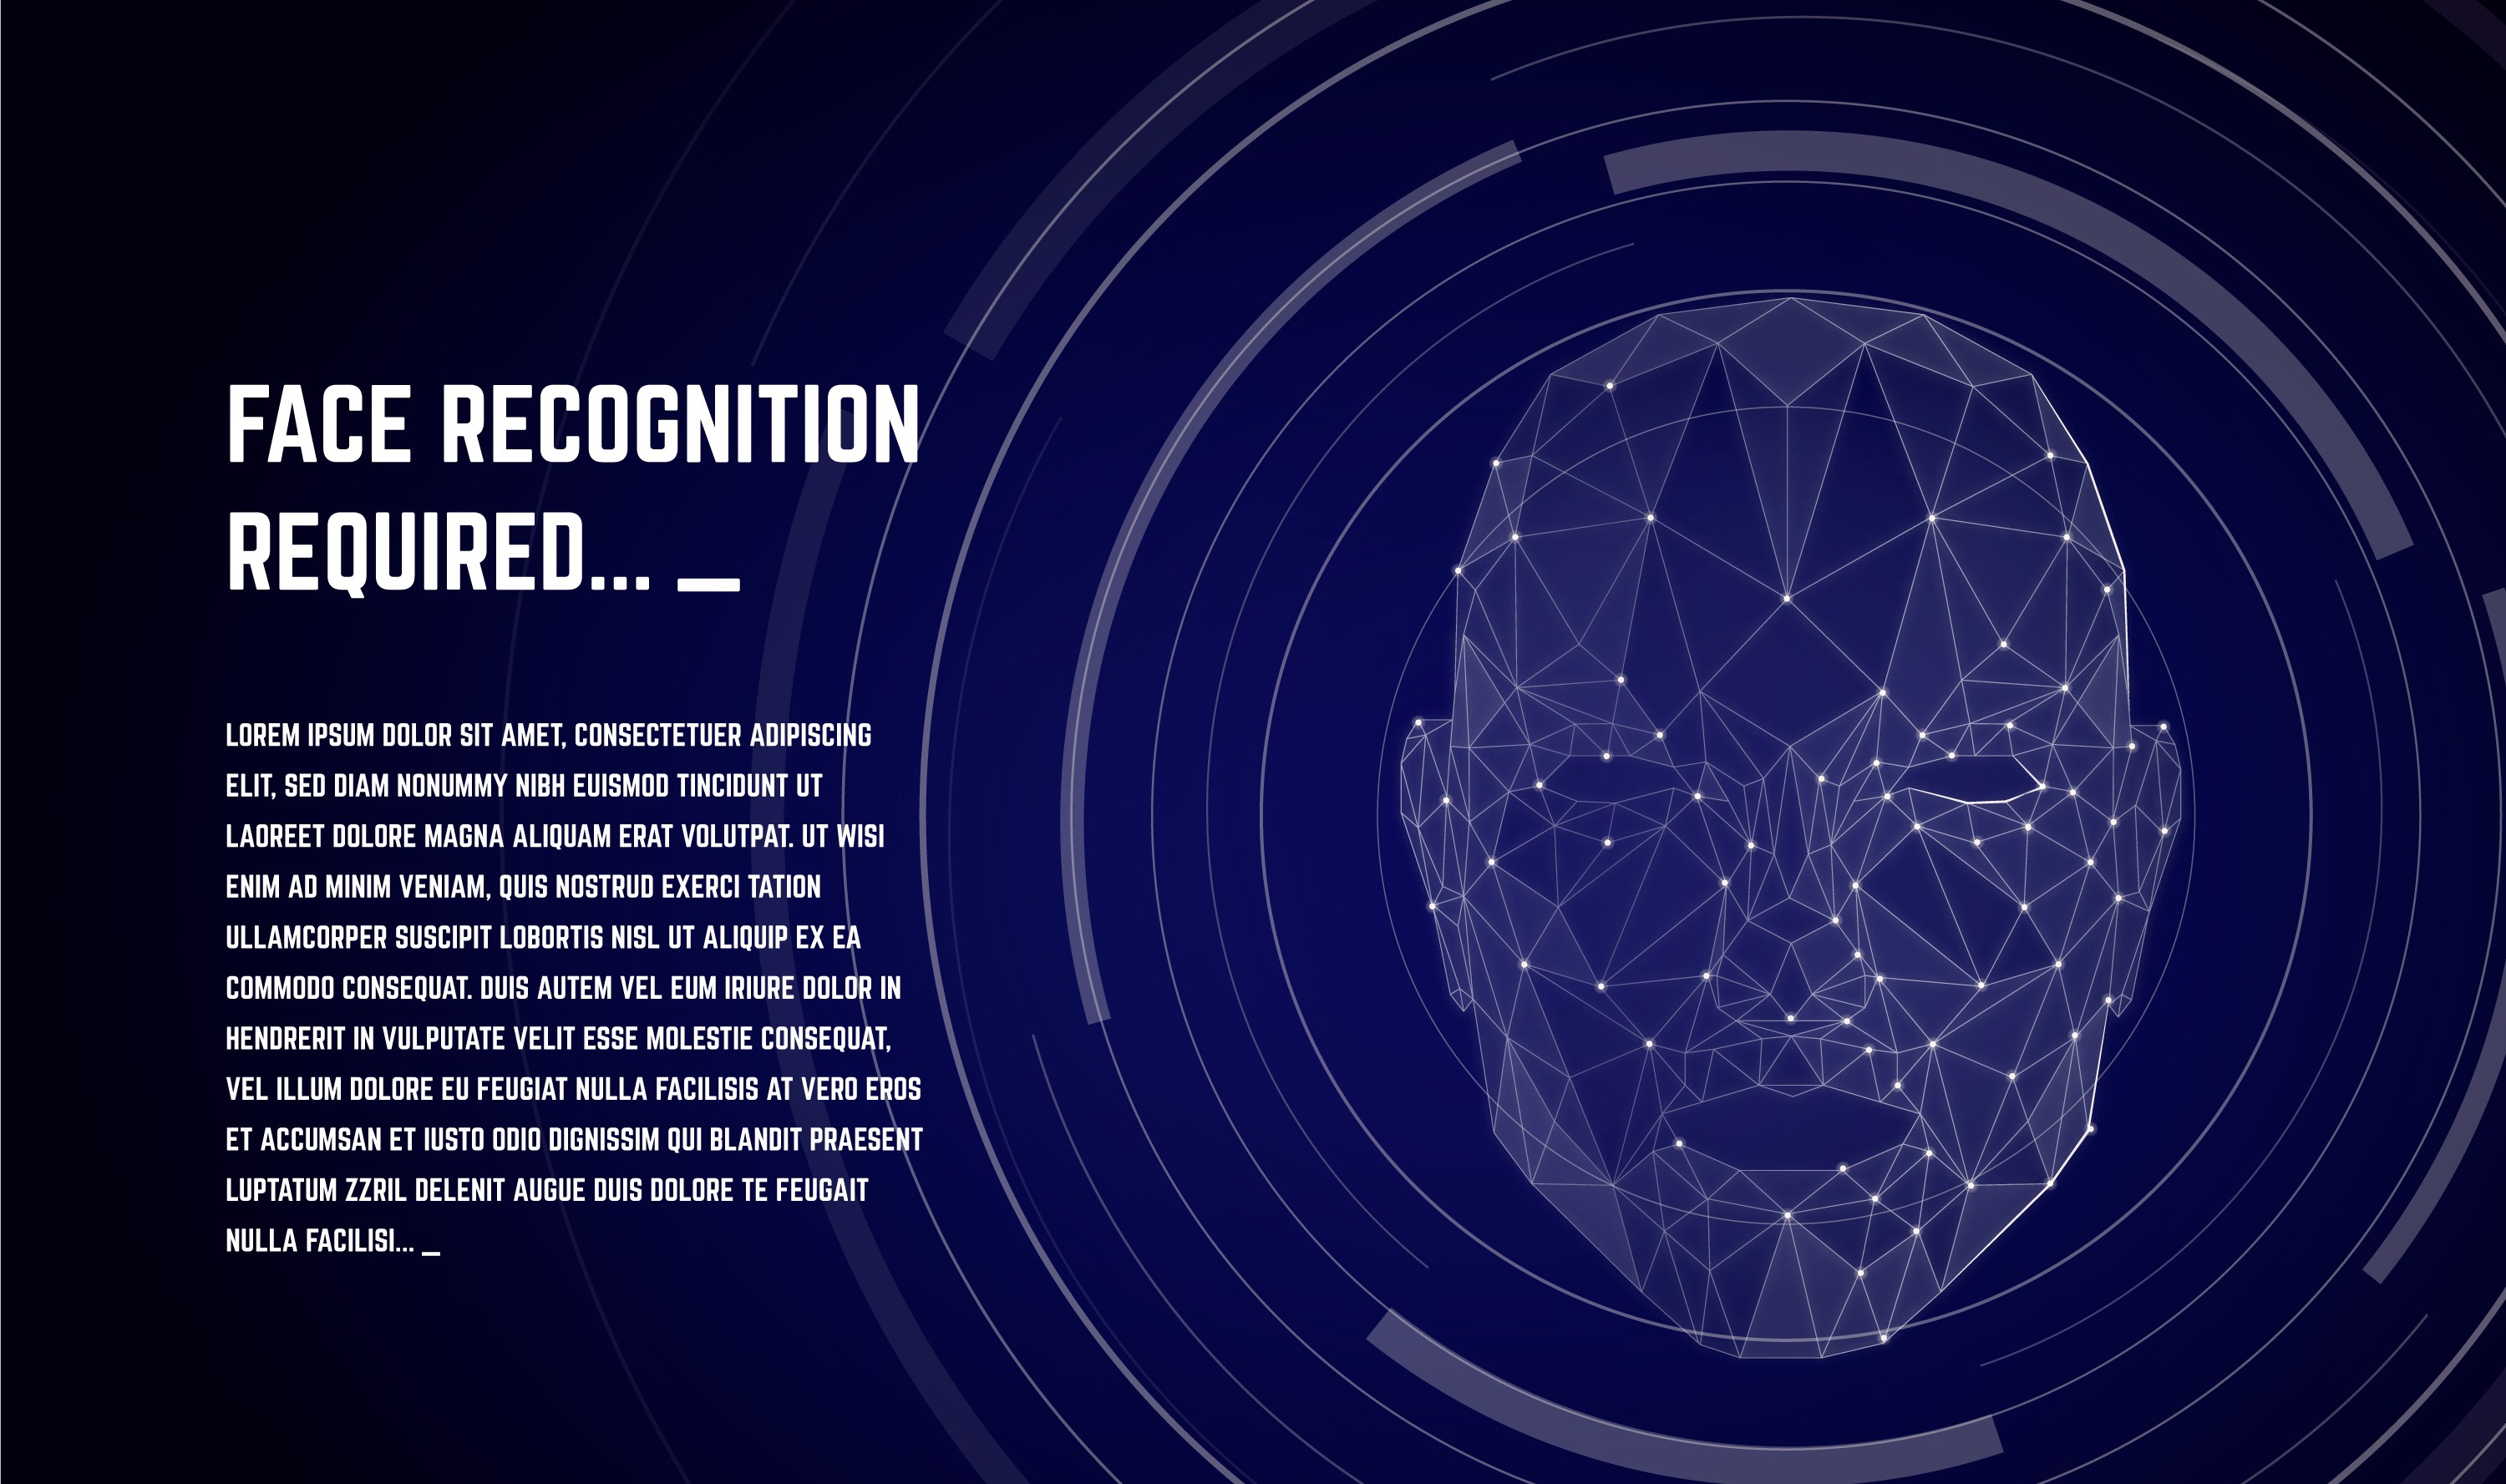 FACE RECOGNITION
REQUIRED... _
LOREM IPSUM DOLOR SIT AMET, CONSECTETUER ADIPISCING
ELIT, SED DIAM NONUMMY NIBH EUISMOD TINCIDUNT UT
LAOREET DOLORE MAGNA ALIQUAM ERAT VOLUTPAT. UT WISI
ENIM AD MINIM VENIAM, QUIS NOSTRUD EXERCI TATION
ULLAMCORPER SUSCIPIT LOBORTIS NISL UT ALIQUIP EX EA
COMMODO CONSEQUAT. DUIS AUTEM VEL EUM IRIURE DOLOR IN
HENDRERIT IN VULPUTATE VELIT ESSE MOLESTIE CONSEQUAT,
VEL ILLUM DOLORE EU FEUGIAT NULLA FACILISIS AT VERO EROS
ET ACCUMSAN ET IUSTO ODIO DIGNISSIM QUI BLANDIT PRAESENT
LUPTATUM ZZRIL DELENIT AUGUE DUIS DOLORE TE FEUGAIT
NULLA FACILISI... _